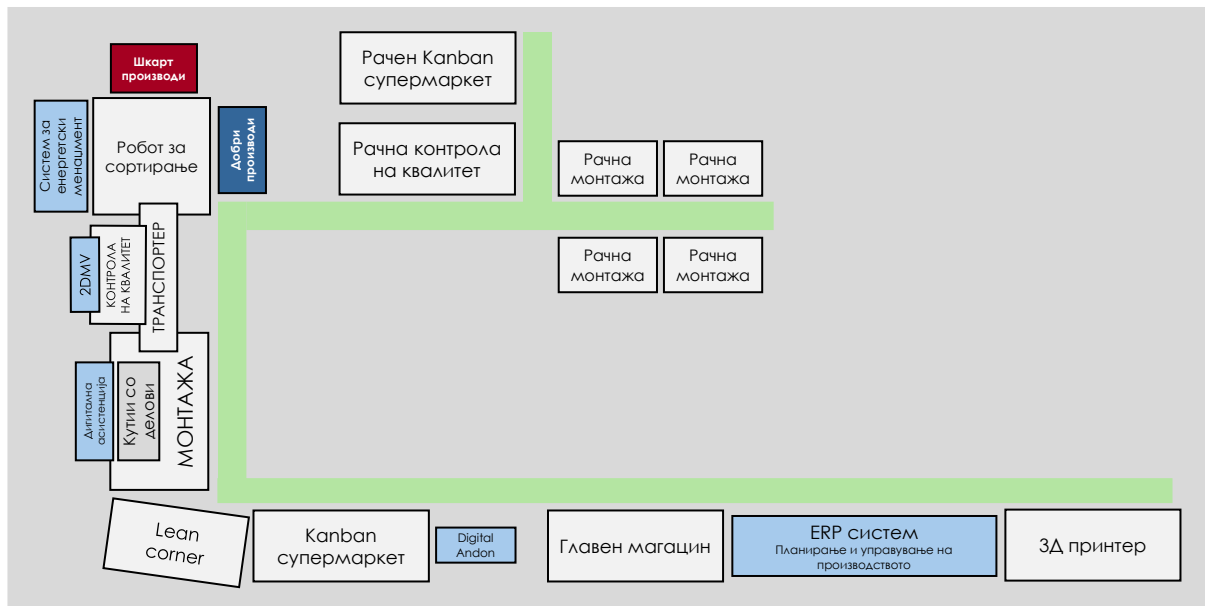 Шкарт
производи
Систем за
енергетски
менаџмент
Робот за
сортирање
Добри
производи
Рачен Kanban
супермаркет
Рачна контрола
на квалитет
Рачна
монтажа
Рачна
монтажа
Рачна
монтажа
Рачна
монтажа
2DMV
КОНТРОЛА
НА КВАЛИТЕТ
ТРАНСПОРТЕР
Дигитална
асистенција
Кутии со
делови
МОНТАЖА
Lean
corner
Kanban
супермаркет
Digital
Andon
Главен магацин
ERP систем
Планирање и управување на
производството
3Д принтер